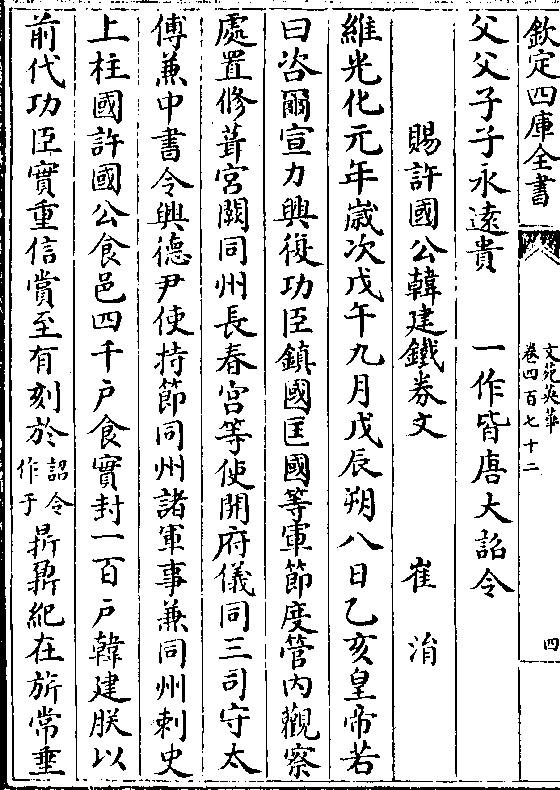 欽定四庫全書
文苑英華
卷四百七十二
四
父父子子永遠貴　一作皆唐大詔令
賜許國公韓建鐵券文　崔㳙
維光化元年歲次戊午九月戊辰朔八日乙亥皇帝若
曰咨爾宣力興復功臣鎮國匡國等軍節度管內觀察
處置修葺宮闕同州長春宮等使開府儀同三司守太
傅兼中書令興德尹使持節同州諸軍事兼同州刺史
上柱國許國公食邑四千戶食實封一百戶韓建朕以
前代功臣實重信賞至有刻於詔令作于鼎鼐紀在旂常垂